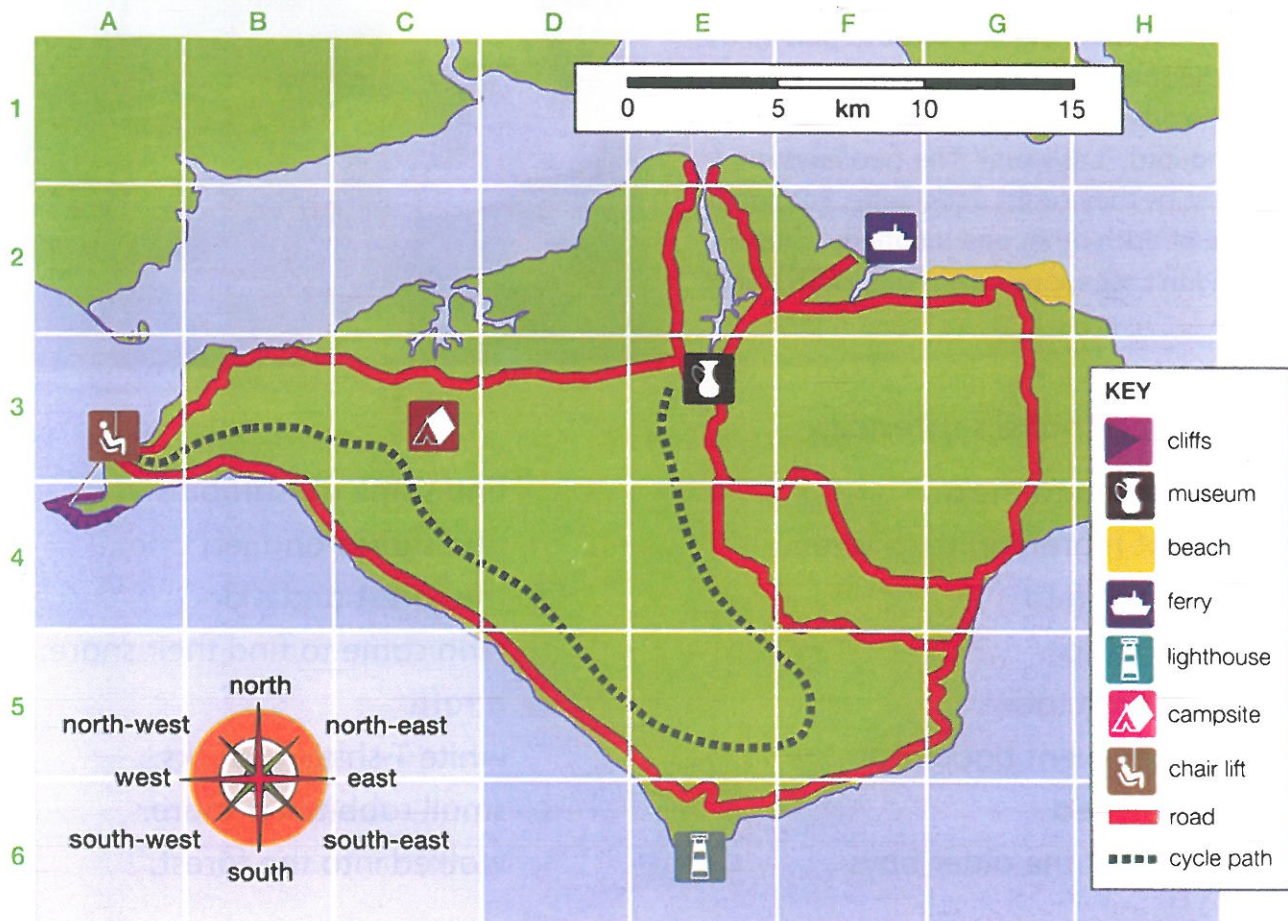 A B C D E F G H
1
0 5 km 10 15
2
3
KEY
cliffs
museum
beach
ferry
lighthouse
campsite
chair lift
road
cycle path
4
5
6
north
north-west north-east
west east
south-west south-east
south